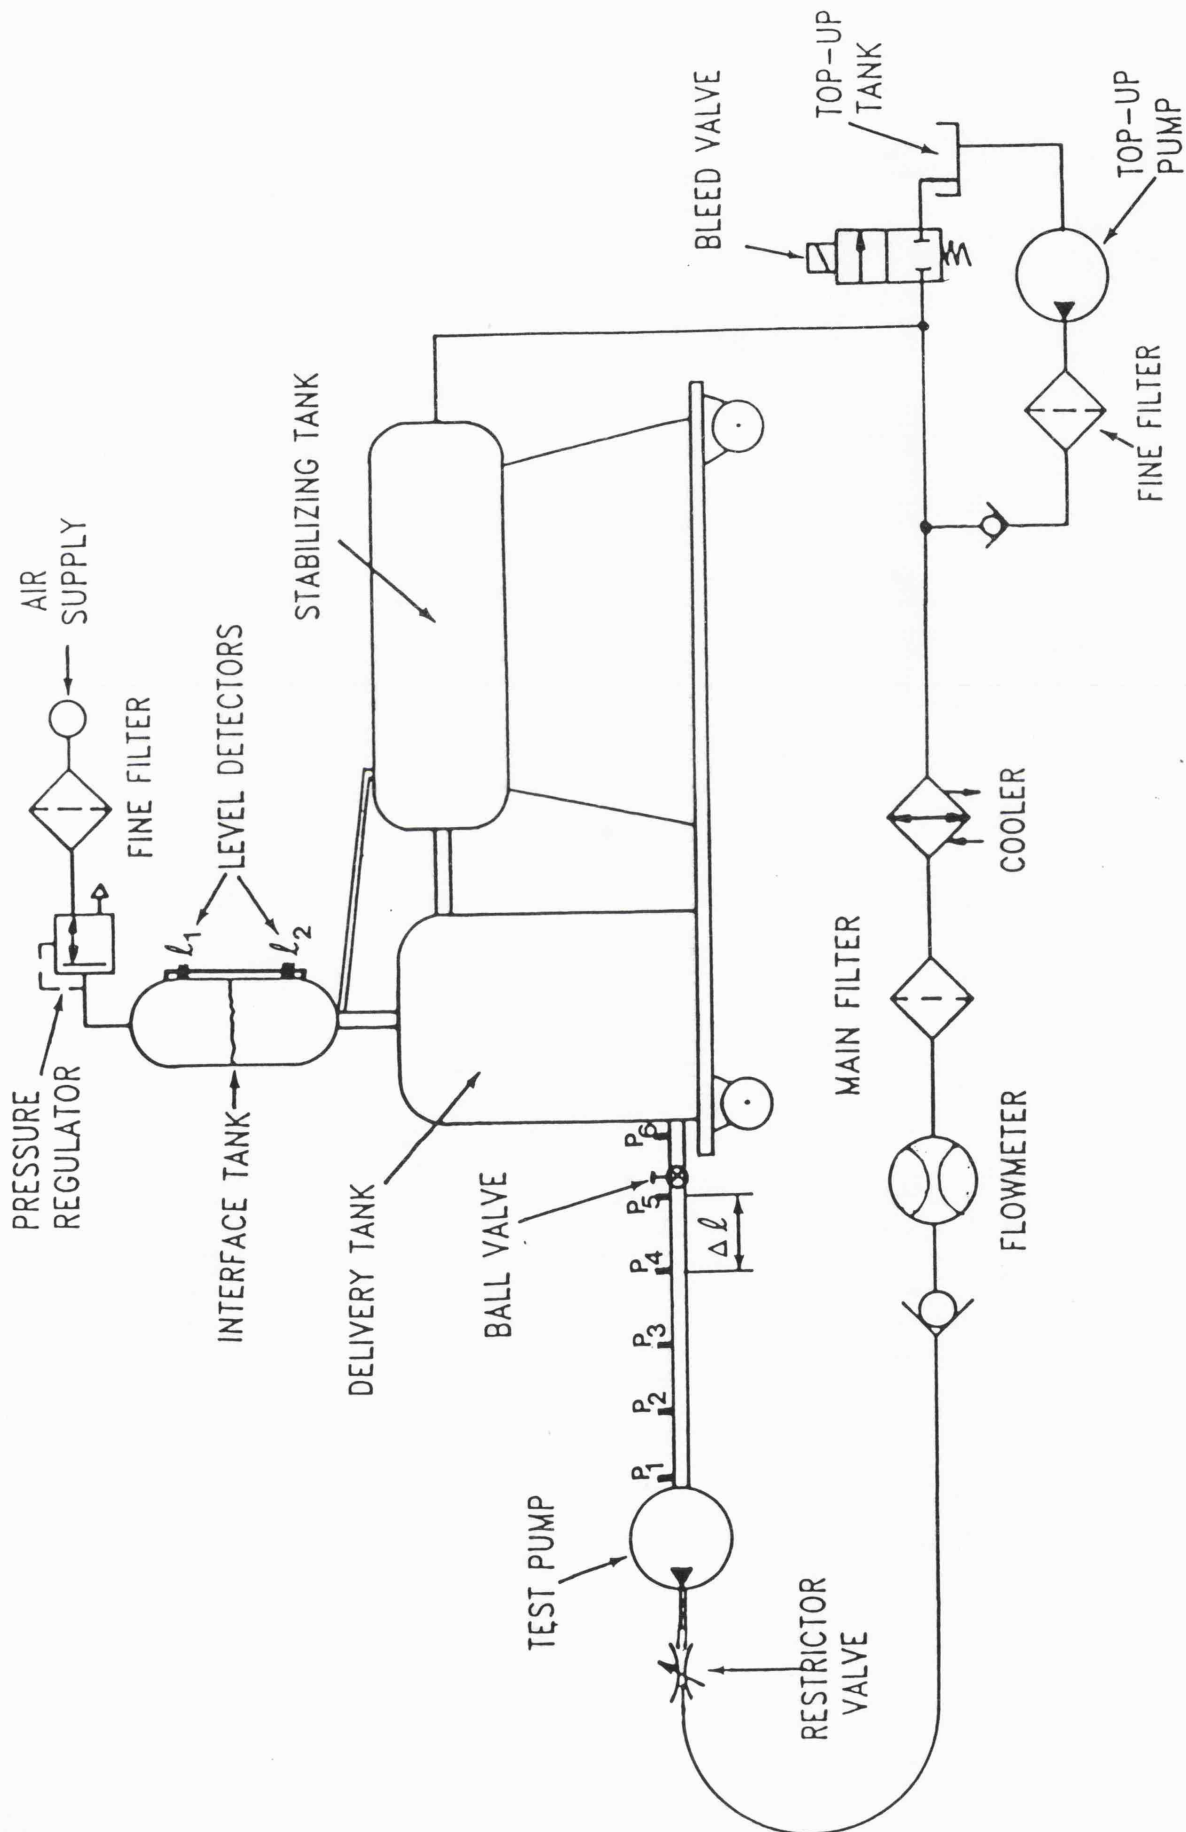 AIR
SUPPLY
FINE FILTER
PRESSURE
REGULATOR
l1
LEVEL DETECTORS
l2
INTERFACE TANK
STABILIZING TANK
DELIVERY TANK
BALL VALVE
P1
P2
P3
P4
P5
P6
Δl
TEST PUMP
RESTRICTOR
VALVE
BLEED VALVE
TOP-UP
TANK
TOP-UP
PUMP
FINE FILTER
COOLER
MAIN FILTER
FLOWMETER